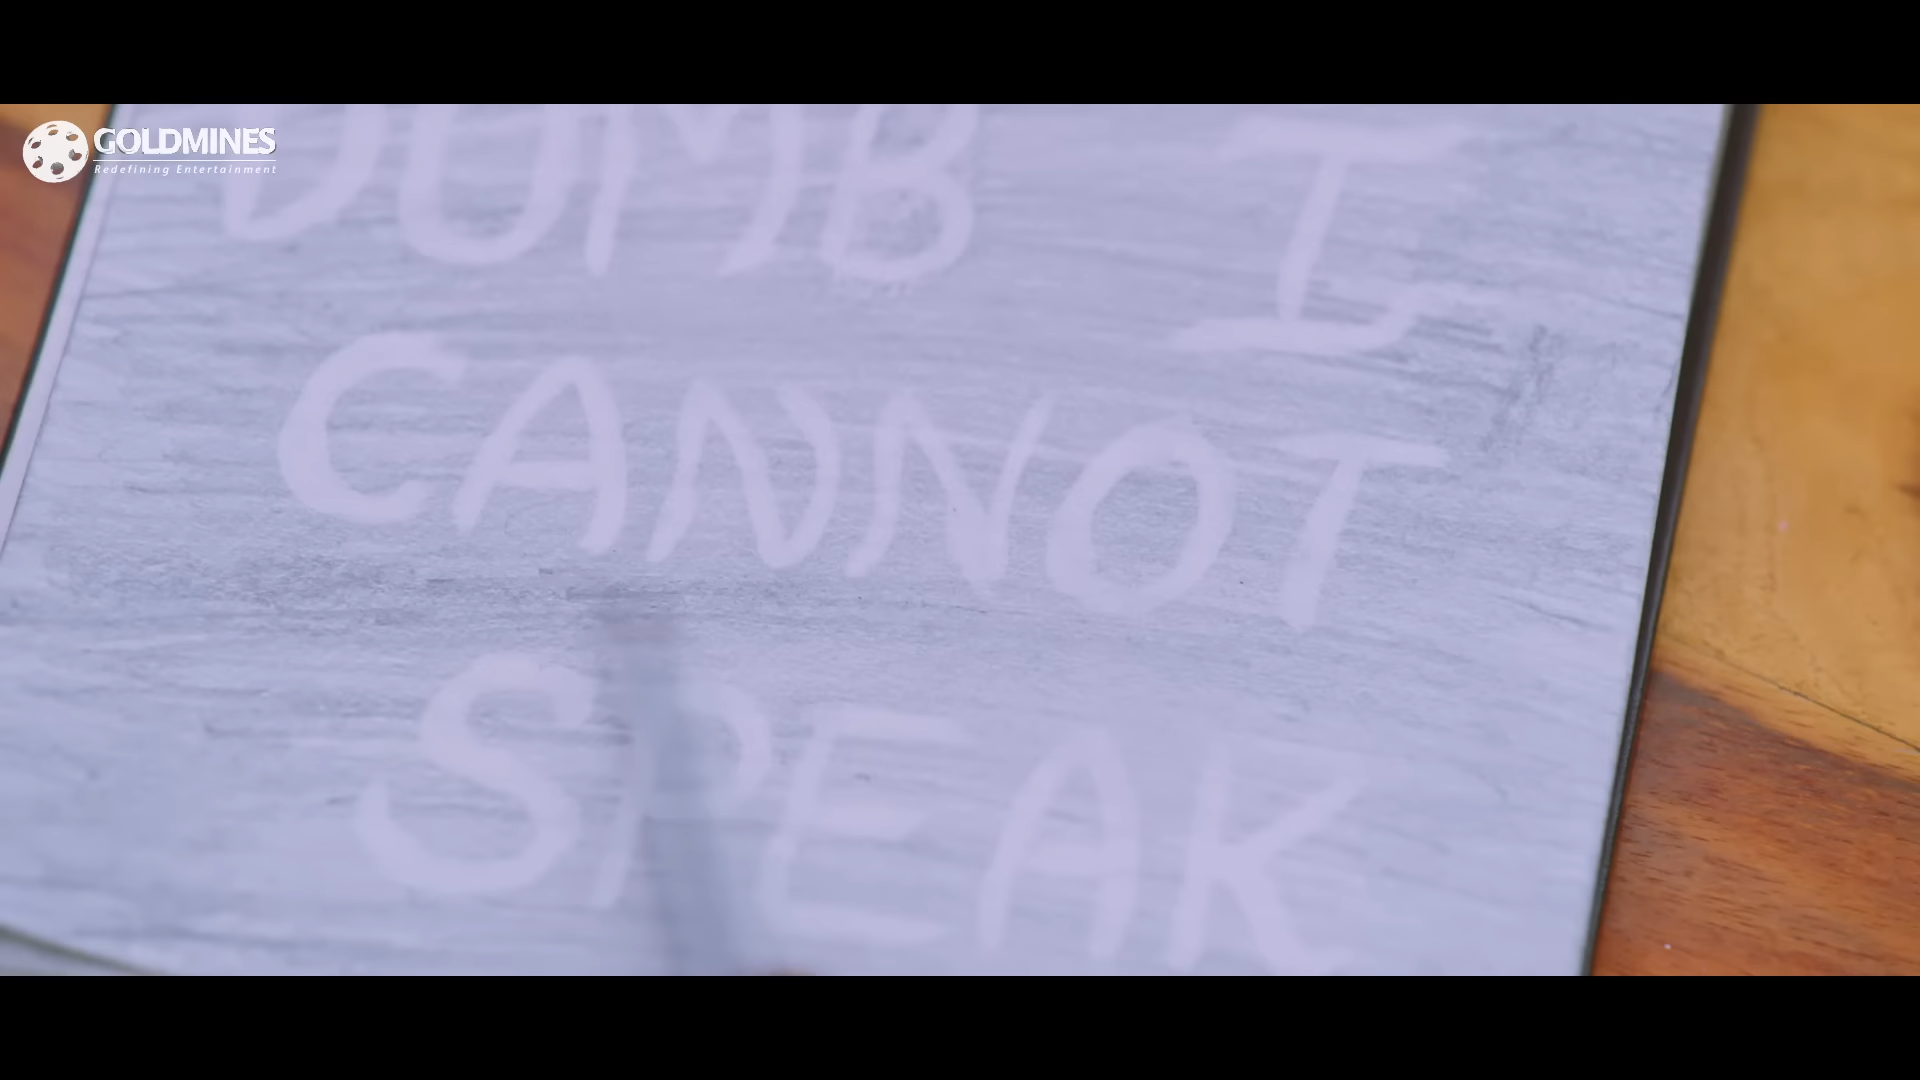 GOLDMINES
Redefining Entertainment
DUMB I
CANNOT
SPEAK